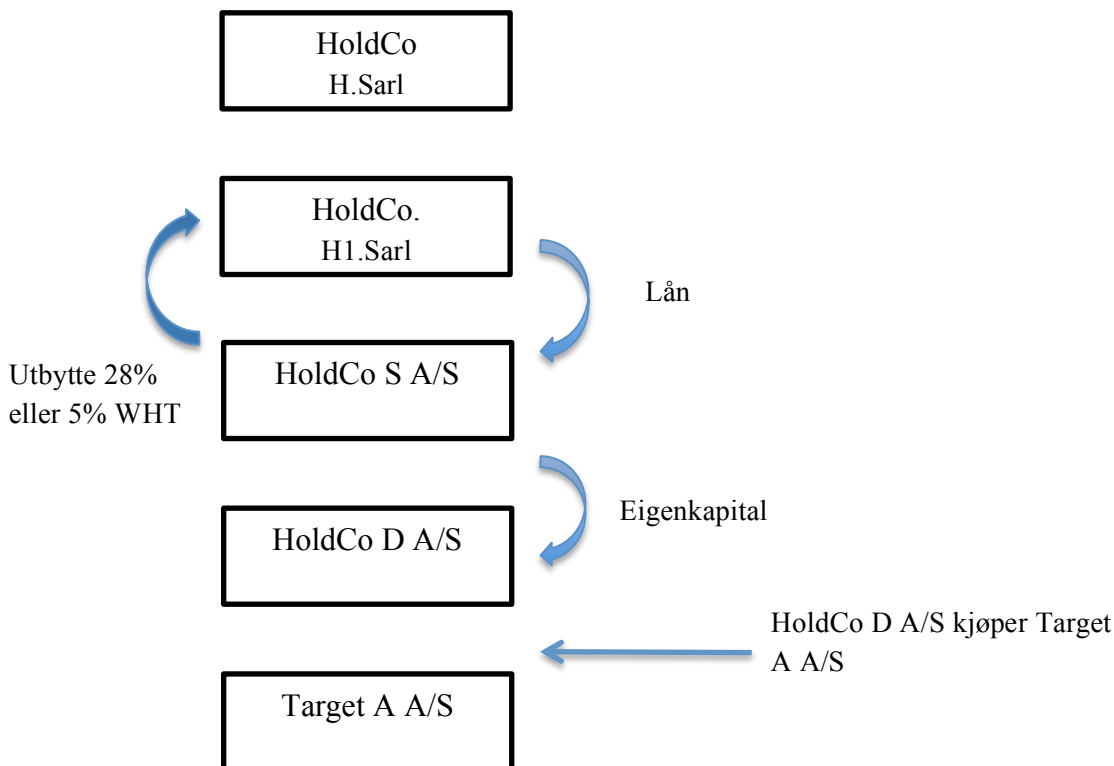 HoldCo
H.Sarl
HoldCo.
H1.Sarl
Lån
Utbytte 28%
eller 5% WHT
HoldCo S A/S
Eigenkapital
HoldCo D A/S
HoldCo D A/S kjøper Target
A A/S
Target A A/S